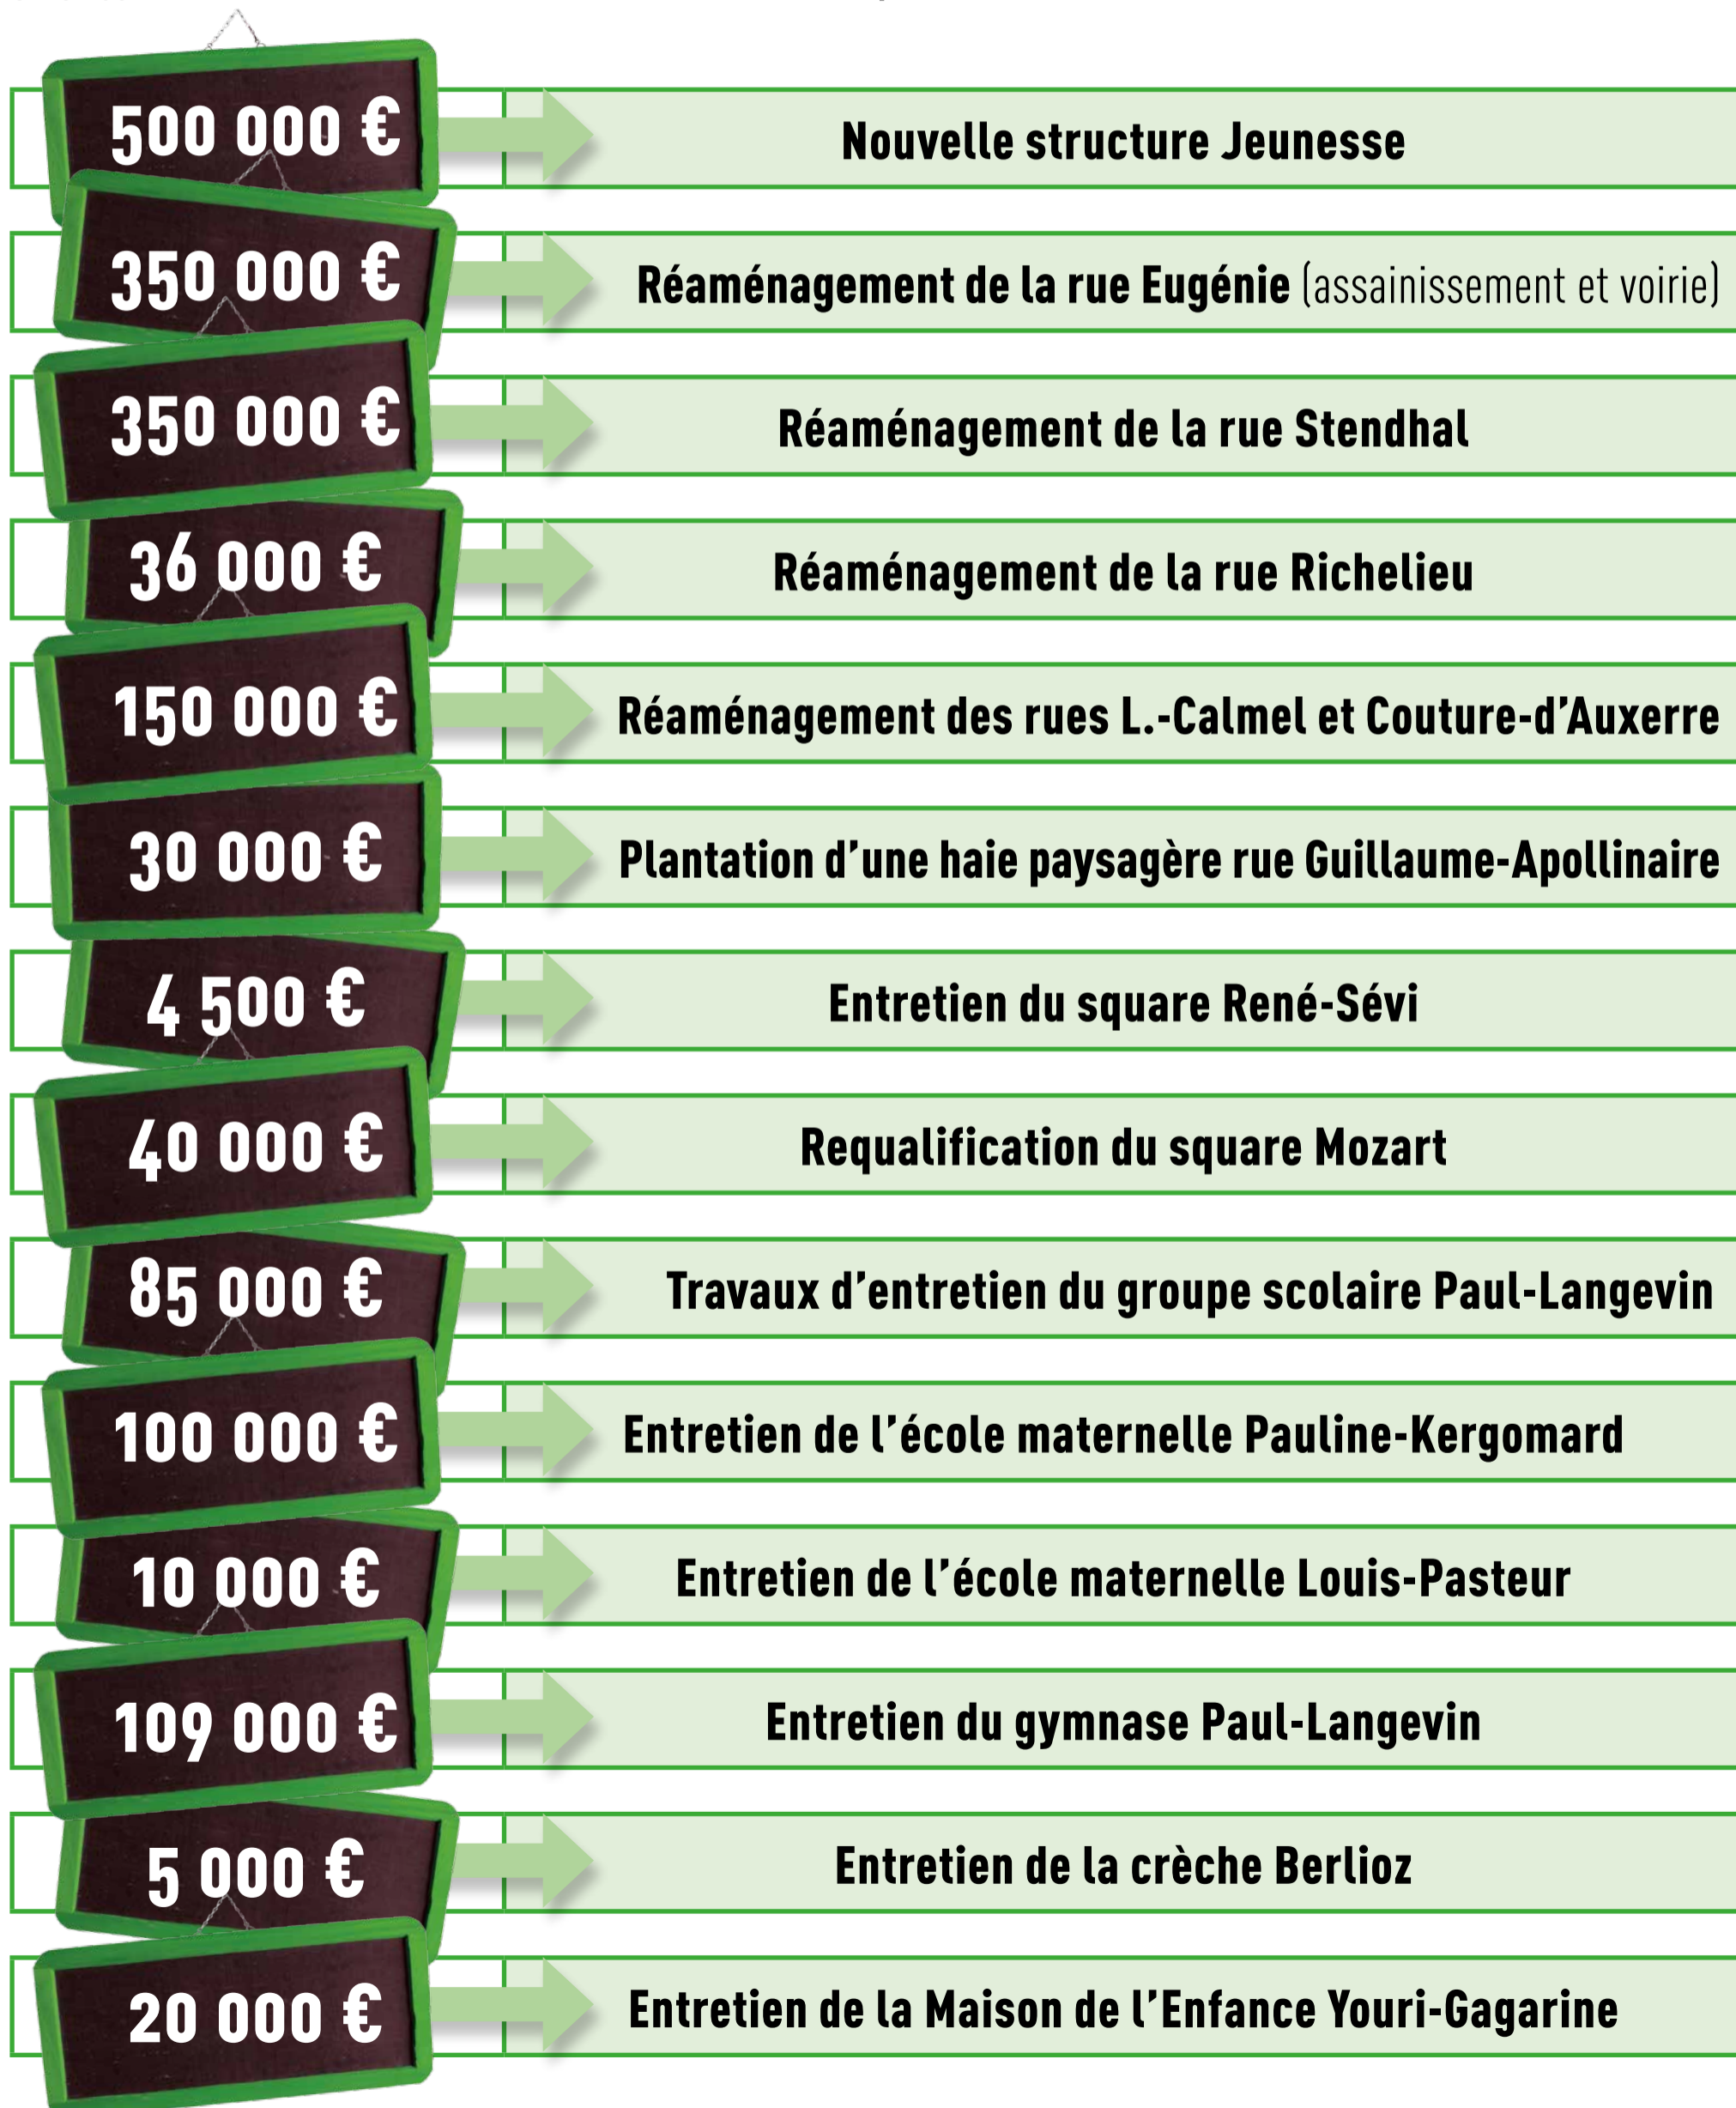 500 000 € Nouvelle structure Jeunesse
350 000 € Réaménagement de la rue Eugénie (assainissement et voirie)
350 000 € Réaménagement de la rue Stendhal
36 000 € Réaménagement de la rue Richelieu
150 000 € Réaménagement des rues L.-Calmel et Couture-d’Auxerre
30 000 € Plantation d’une haie paysagère rue Guillaume-Apollinaire
4 500 € Entretien du square René-Sévi
40 000 € Requalification du square Mozart
85 000 € Travaux d’entretien du groupe scolaire Paul-Langevin
100 000 € Entretien de l’école maternelle Pauline-Kergomard
10 000 € Entretien de l’école maternelle Louis-Pasteur
109 000 € Entretien du gymnase Paul-Langevin
5 000 € Entretien de la crèche Berlioz
20 000 € Entretien de la Maison de l’Enfance Youri-Gagarine